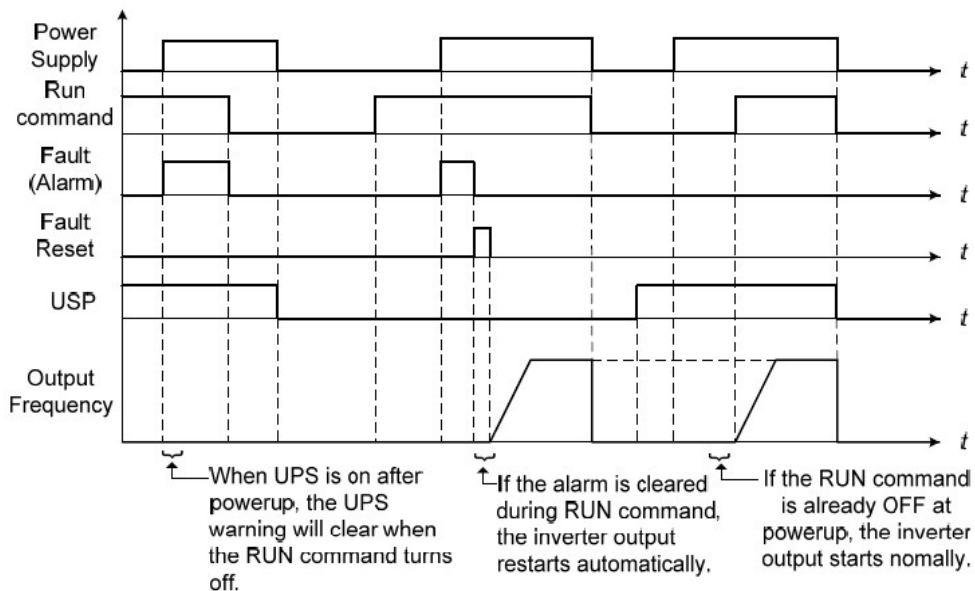 Power
Supply
t
Run
command
t
Fault
(Alarm)
t
Fault
Reset
t
USP
t
Output
Frequency
t
When UPS is on after
powerup, the UPS
warning will clear when
the RUN command turns
off.
If the alarm is cleared
during RUN command,
the inverter output
restarts automatically.
If the RUN command
is already OFF at
powerup, the inverter
output starts nomally.